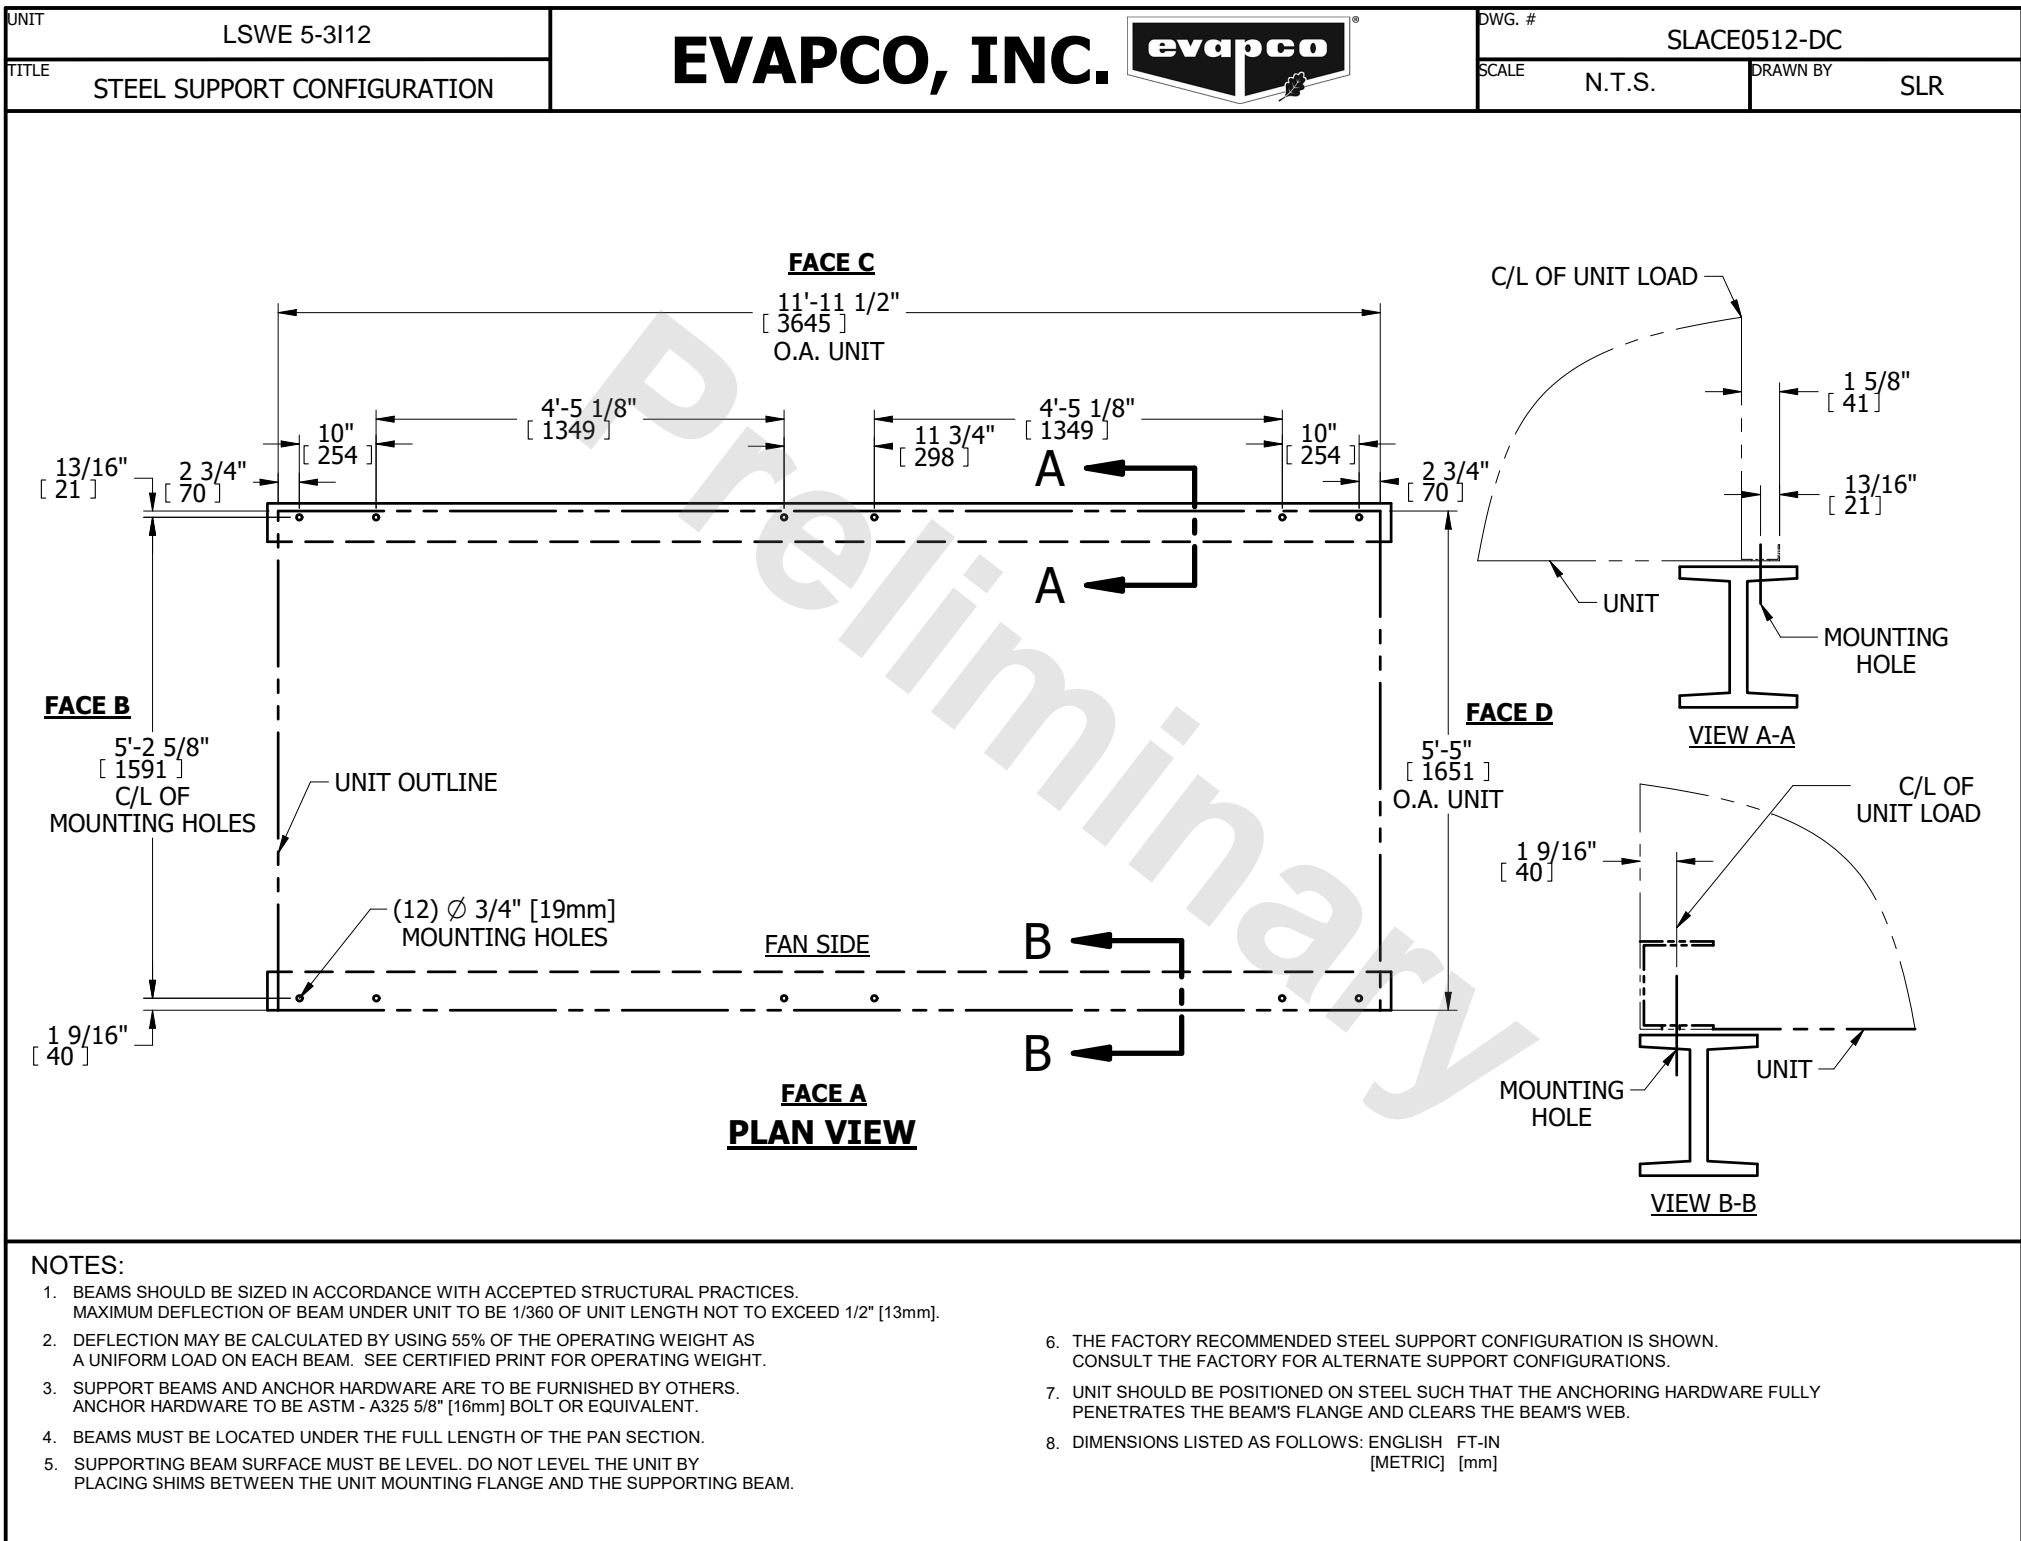 UNIT
LSWE 5-3I12
TITLE
STEEL SUPPORT CONFIGURATION
EVAPCO, INC.
evapco
®
DWG. #
SLACE0512-DC
SCALE
N.T.S.
DRAWN BY
SLR
FACE C
11'-11 1/2"
[ 3645 ]
O.A. UNIT
4'-5 1/8"
[ 1349 ]
4'-5 1/8"
[ 1349 ]
10"
[ 254 ]
11 3/4"
[ 298 ]
10"
[ 254 ]
13/16"
[ 21 ]
2 3/4"
[ 70 ]
2 3/4"
[ 70 ]
A
A
FACE B
5'-2 5/8"
[ 1591 ]
C/L OF
MOUNTING HOLES
UNIT OUTLINE
FACE D
5'-5"
[ 1651 ]
O.A. UNIT
(12) Ø 3/4" [19mm]
MOUNTING HOLES
FAN SIDE
B
B
1 9/16"
[ 40 ]
FACE A
PLAN VIEW
Preliminary
C/L OF UNIT LOAD
1 5/8"
[ 41 ]
13/16"
[ 21 ]
UNIT
MOUNTING
HOLE
VIEW A-A
C/L OF
UNIT LOAD
1 9/16"
[ 40 ]
UNIT
MOUNTING
HOLE
VIEW B-B
NOTES:
1. BEAMS SHOULD BE SIZED IN ACCORDANCE WITH ACCEPTED STRUCTURAL PRACTICES.
MAXIMUM DEFLECTION OF BEAM UNDER UNIT TO BE 1/360 OF UNIT LENGTH NOT TO EXCEED 1/2" [13mm].
2. DEFLECTION MAY BE CALCULATED BY USING 55% OF THE OPERATING WEIGHT AS
A UNIFORM LOAD ON EACH BEAM. SEE CERTIFIED PRINT FOR OPERATING WEIGHT.
3. SUPPORT BEAMS AND ANCHOR HARDWARE ARE TO BE FURNISHED BY OTHERS.
ANCHOR HARDWARE TO BE ASTM - A325 5/8" [16mm] BOLT OR EQUIVALENT.
4. BEAMS MUST BE LOCATED UNDER THE FULL LENGTH OF THE PAN SECTION.
5. SUPPORTING BEAM SURFACE MUST BE LEVEL. DO NOT LEVEL THE UNIT BY
PLACING SHIMS BETWEEN THE UNIT MOUNTING FLANGE AND THE SUPPORTING BEAM.
6. THE FACTORY RECOMMENDED STEEL SUPPORT CONFIGURATION IS SHOWN.
CONSULT THE FACTORY FOR ALTERNATE SUPPORT CONFIGURATIONS.
7. UNIT SHOULD BE POSITIONED ON STEEL SUCH THAT THE ANCHORING HARDWARE FULLY
PENETRATES THE BEAM'S FLANGE AND CLEARS THE BEAM'S WEB.
8. DIMENSIONS LISTED AS FOLLOWS: ENGLISH FT-IN
[METRIC] [mm]